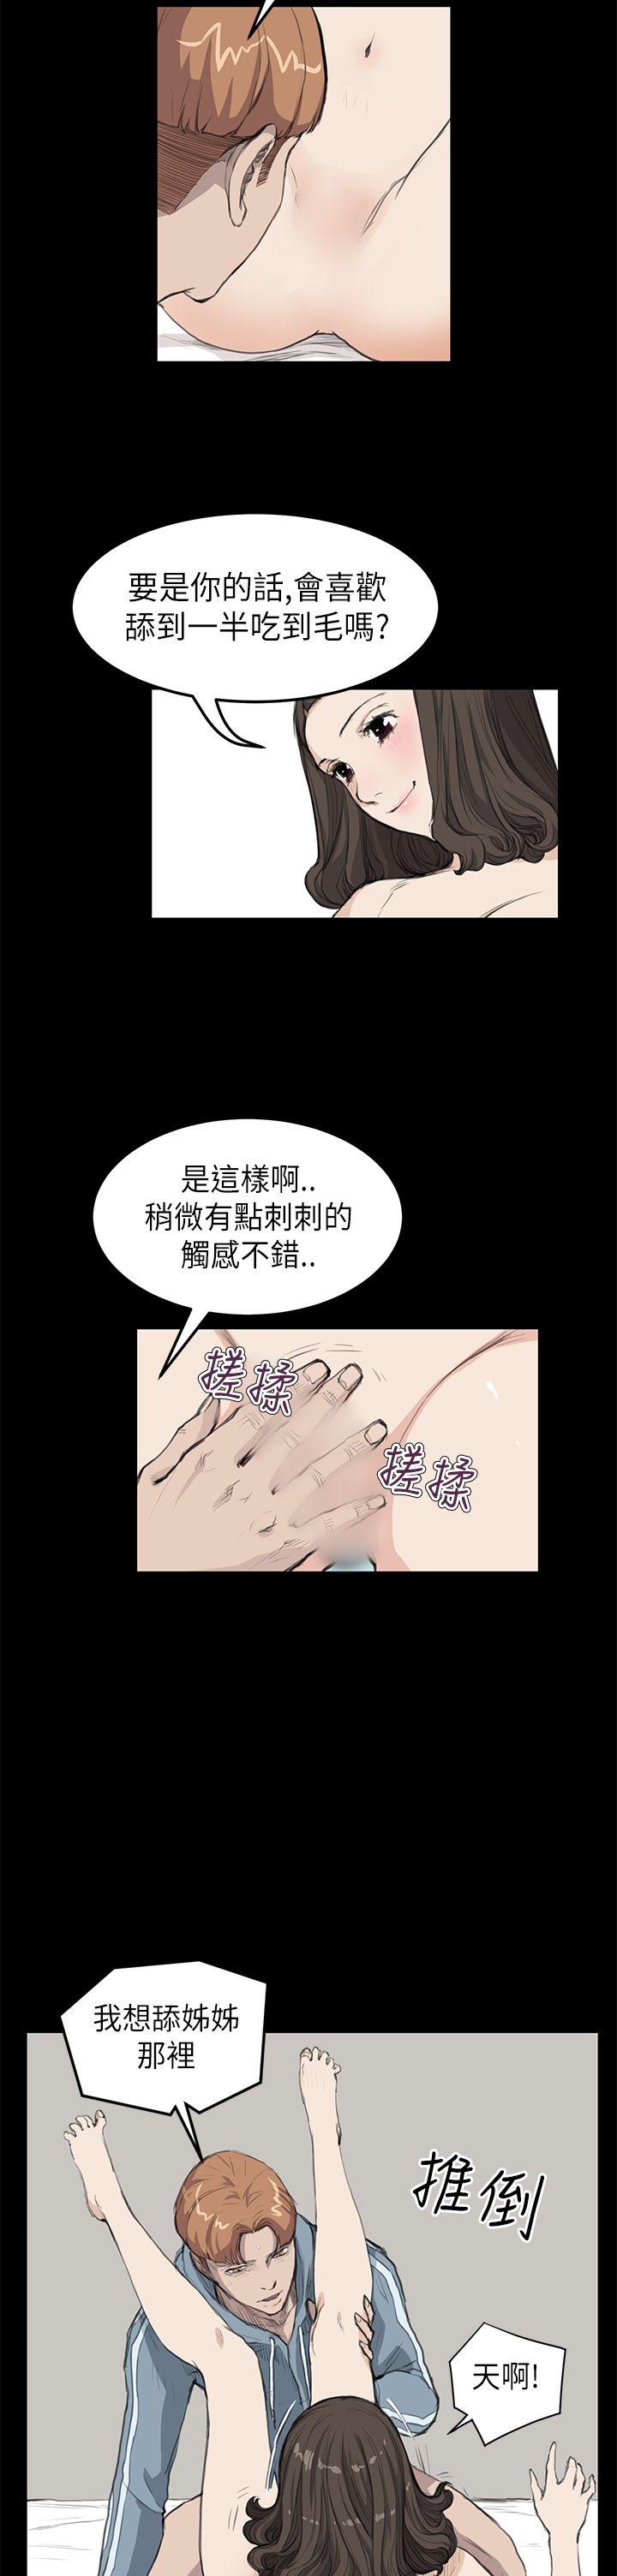 要是你的話,會喜歡
舔到一半吃到毛嗎?
是這樣啊..
稍微有點刺刺的
觸感不錯..
搓揉
搓揉
我想舔姊姊
那裡
推倒
天啊!